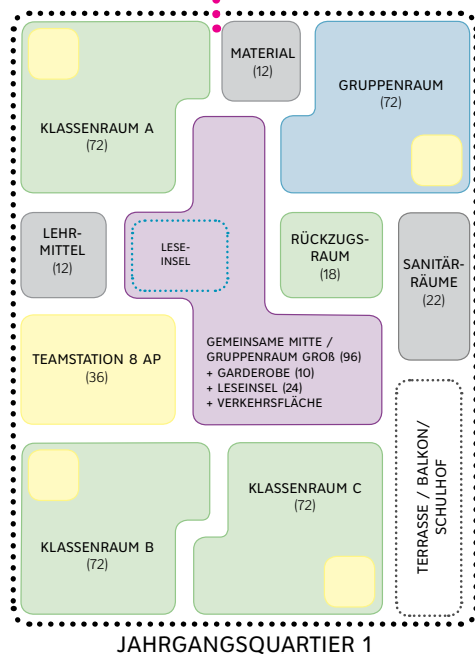 MATERIAL
(12)
GRUPPENRAUM
(72)
KLASSENRAUM A
(72)
LEHR-
MITTEL
(12)
LESE-
INSEL
RÜCKZUGS-
RAUM
(18)
SANITÄR-
RÄUME
(22)
TEAMSTATION 8 AP
(36)
GEMEINSAME MITTE /
GRUPPENRAUM GROẞ (96)
+ GARDEROBE (10)
+ LESEINSEL (24)
+ VERKEHRSFLÄCHE
TERRASSE / BALKON/
SCHULHOF
KLASSENRAUM B
(72)
KLASSENRAUM C
(72)
JAHRGANGSQUARTIER 1